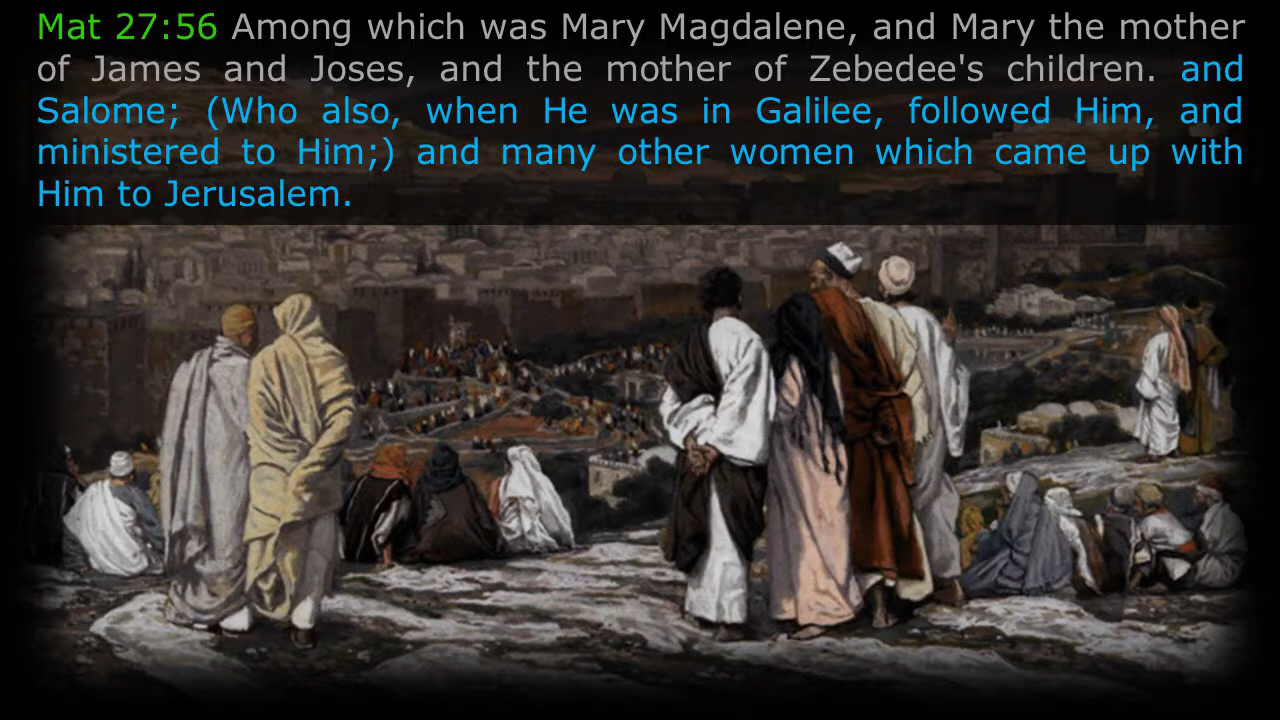 Mat 27:56 Among which was Mary Magdalene, and Mary the mother
of James and Joses, and the mother of Zebedee's children. and
Salome; (Who also, when He was in Galilee, followed Him, and
ministered to Him;) and many other women which came up with
Him to Jerusalem.